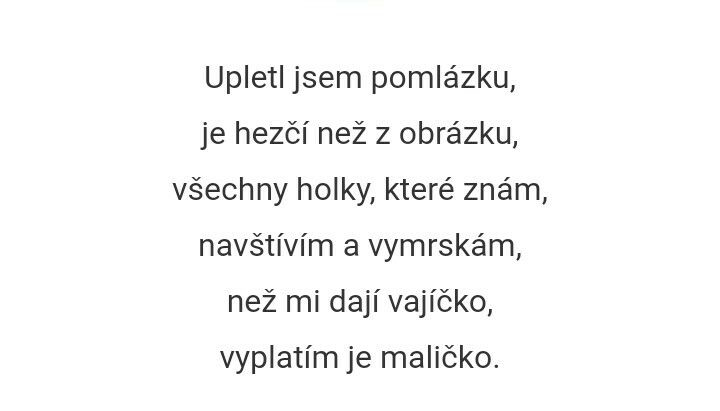 Upletl jsem pomlázku,
je hezčí než z obrázku,
všechny holky, které znám,
navštívím a vymrskám,
než mi dají vajíčko,
vyplatím je maličko.